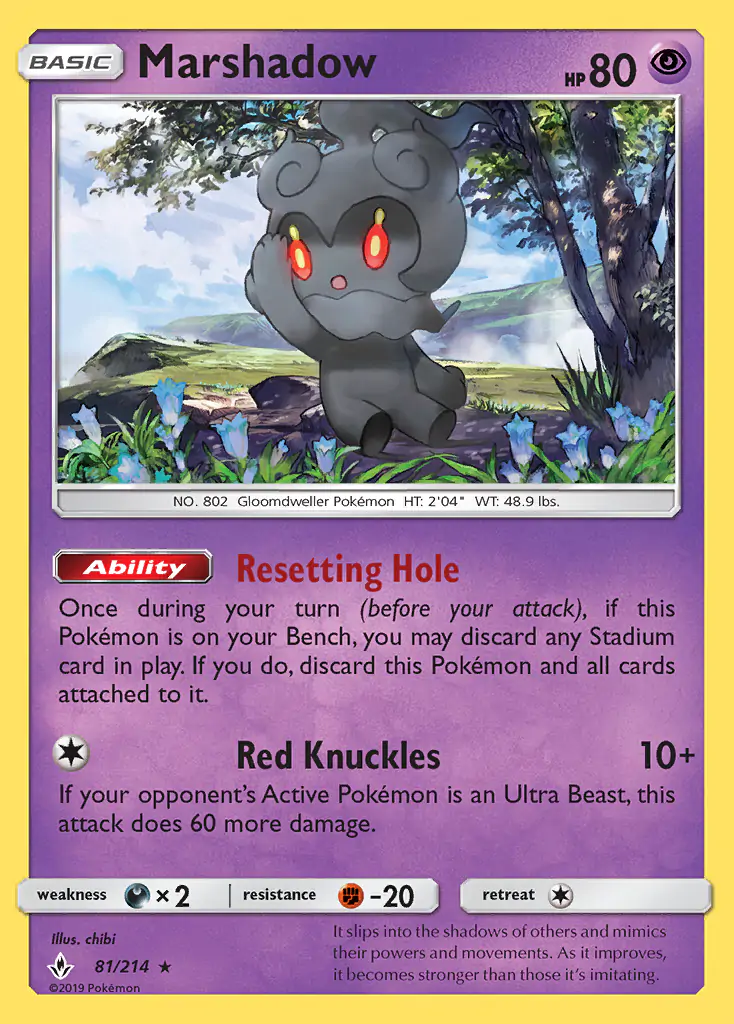 BASIC Marshadow HP 80
NO. 802 Gloomdweller Pokémon HT: 2'04" WT: 48.9 lbs.
Ability Resetting Hole
Once during your turn (before your attack), if this
Pokémon is on your Bench, you may discard any Stadium
card in play. If you do, discard this Pokémon and all cards
attached to it.
Red Knuckles 10+
If your opponent's Active Pokémon is an Ultra Beast, this
attack does 60 more damage.
weakness ×2 resistance -20 retreat
Illus. chibi
81/214 ★
©2019 Pokémon
It slips into the shadows of others and mimics
their powers and movements. As it improves,
it becomes stronger than those it's imitating.